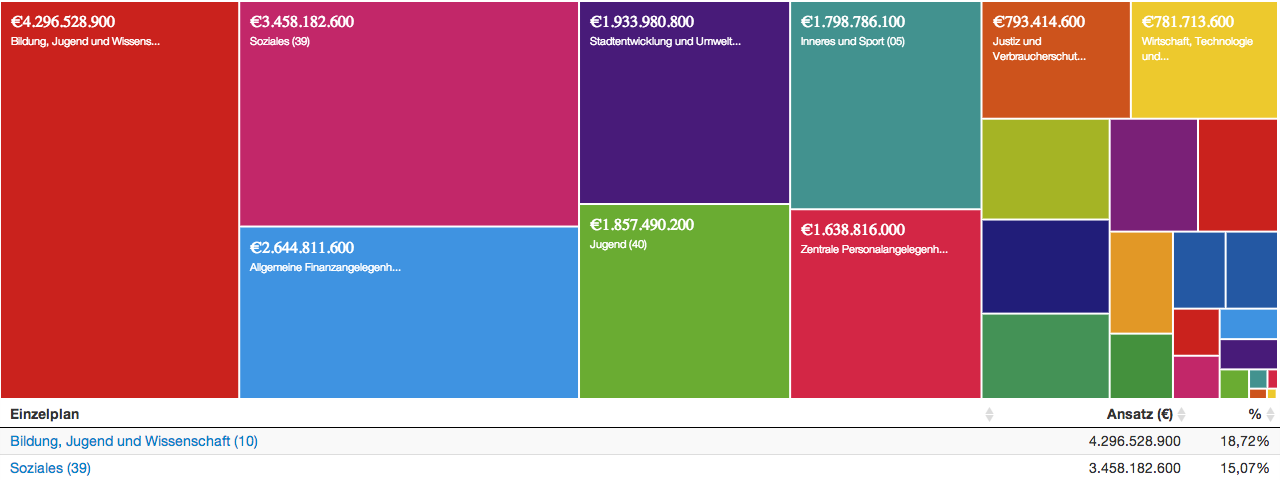 €4.296.528.900
Bildung, Jugend und Wissens...
€3.458.182.600
Soziales (39)
€2.644.811.600
Allgemeine Finanzangelegenh...
€1.933.980.800
Stadtentwicklung und Umwelt...
€1.857.490.200
Jugend (40)
€1.798.786.100
Inneres und Sport (05)
€1.638.816.000
Zentrale Personalangelegenh...
€793.414.600
Justiz und
Verbraucherschut...
€781.713.600
Wirtschaft, Technologie
und...
Einzelplan Ansatz (€) %
Bildung, Jugend und Wissenschaft (10) 4.296.528.900 18,72%
Soziales (39) 3.458.182.600 15,07%